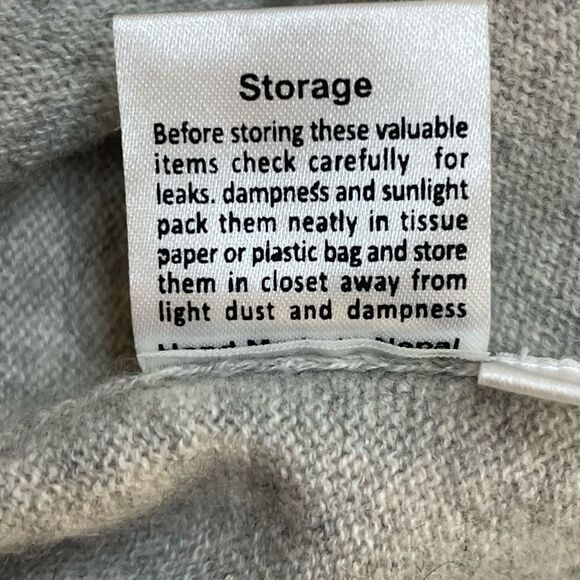 Storage
Before storing these valuable
items check carefully for
leaks. dampness and sunlight
pack them neatly in tissue
paper or plastic bag and store
them in closet away from
light dust and dampness
Nepal